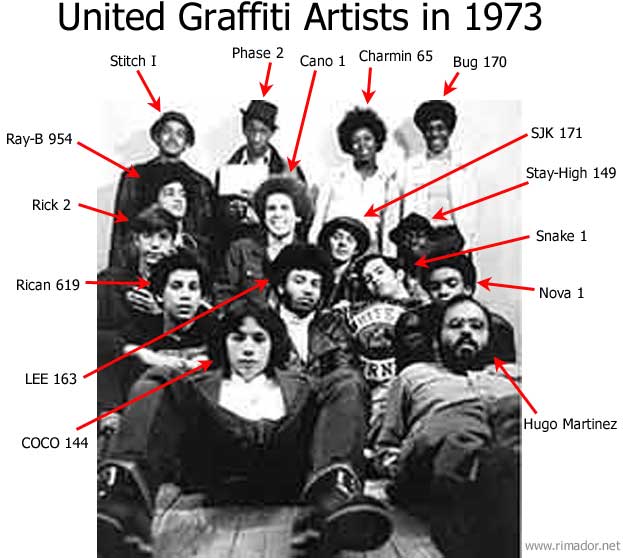 United Graffiti Artists in 1973
Stitch I
Phase 2
Cano 1
Charmin 65
Bug 170
Ray-B 954
SJK 171
Stay-High 149
Rick 2
Snake 1
Rican 619
Nova 1
LEE 163
COCO 144
Hugo Martinez
www.rimador.net